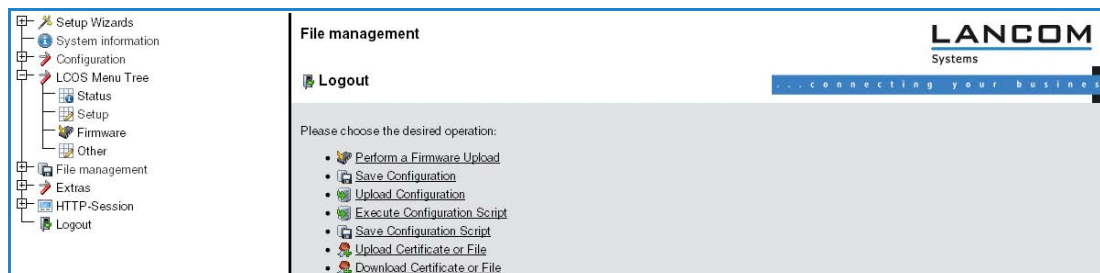 Setup Wizards
System information
Configuration
LCOS Menu Tree
Status
Setup
Firmware
Other
File management
Extras
HTTP-Session
Logout
File management
LANCOM
Systems
Logout
...connecting your busines
Please choose the desired operation:
Perform a Firmware Upload
Save Configuration
Upload Configuration
Execute Configuration Script
Save Configuration Script
Upload Certificate or File
Download Certificate or File